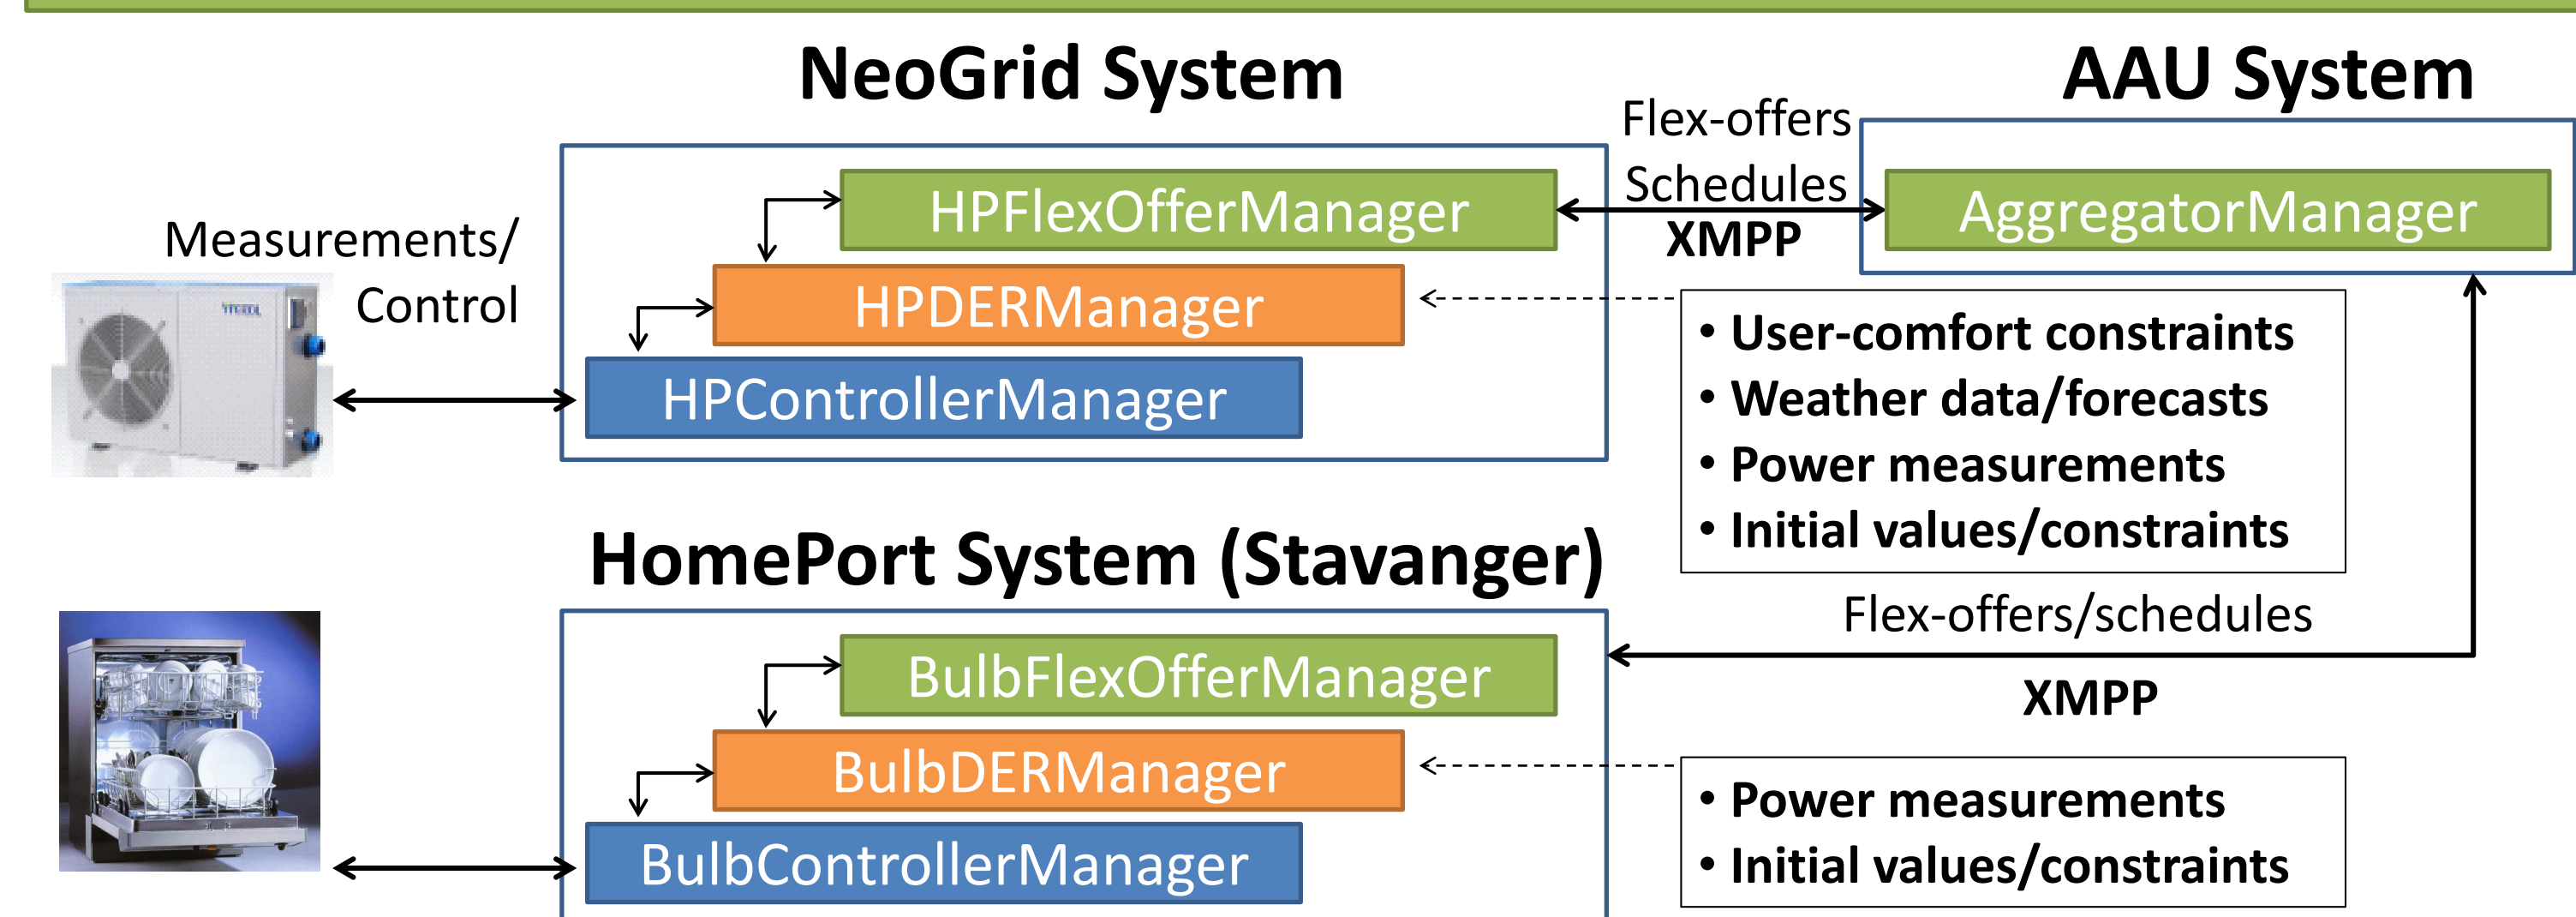 NeoGrid System
AAU System
Flex-offers
Schedules
XMPP
HPFlexOfferManager
AggregatorManager
Measurements/
Control
HPDERManager
HPControllerManager
• User-comfort constraints
• Weather data/forecasts
• Power measurements
• Initial values/constraints
HomePort System (Stavanger)
Flex-offers/schedules
XMPP
BulbFlexOfferManager
BulbDERManager
BulbControllerManager
• Power measurements
• Initial values/constraints